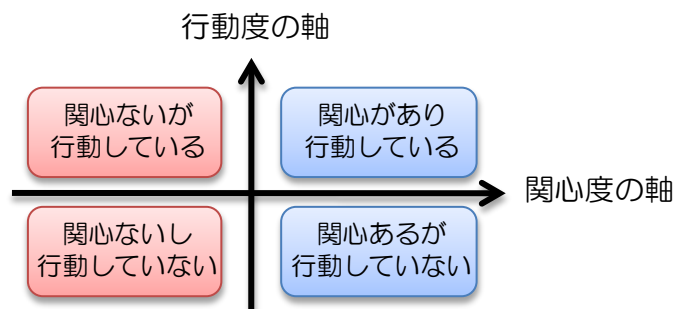 行動度の軸
関心ないが
行動している
関心があり
行動している
関心度の軸
関心ないし
行動していない
関心あるが
行動していない